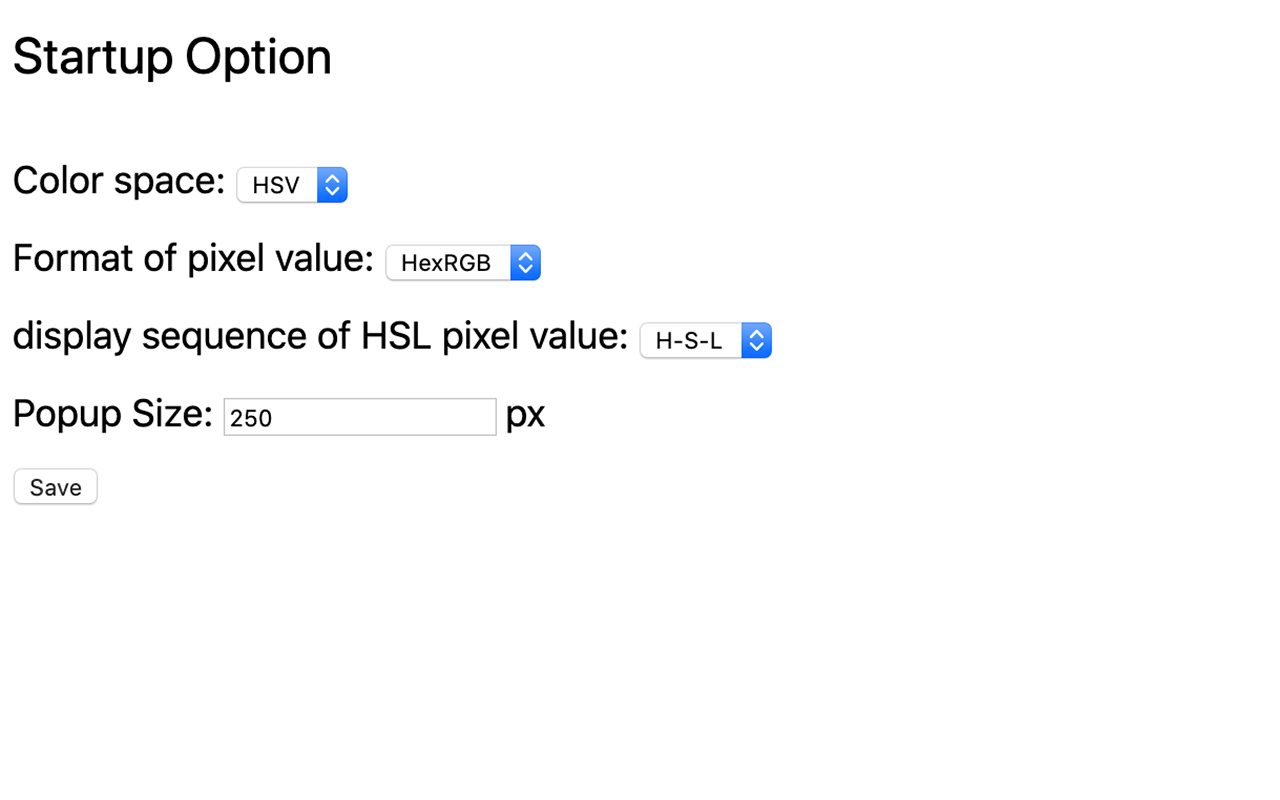 Startup Option
Color space: HSV
Format of pixel value: HexRGB
display sequence of HSL pixel value: H-S-L
Popup Size: 250 px
Save